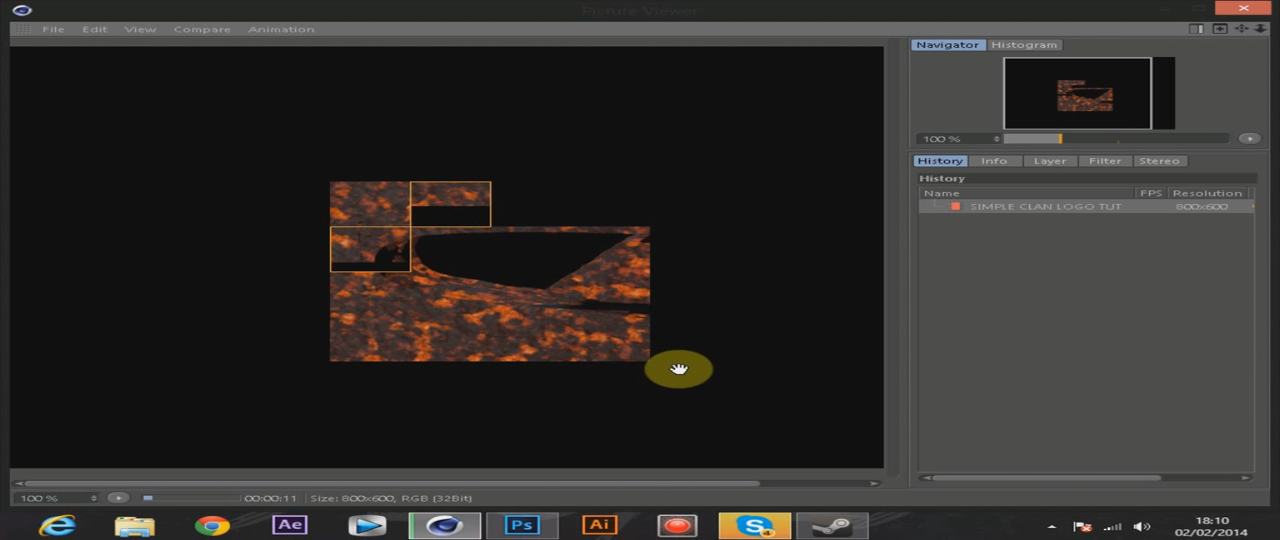 Picture Viewer
File Edit View Compare Animation
Navigator Histogram
100 %
History Info Layer Filter Stereo
History
Name FPS Resolution
SIMPLE CLAN LOGO TUT 800x600
100 % 00:00:11 Size: 800x600, RGB (32Bit)
Ae Ps Ai S 4
18:10
02/02/2014